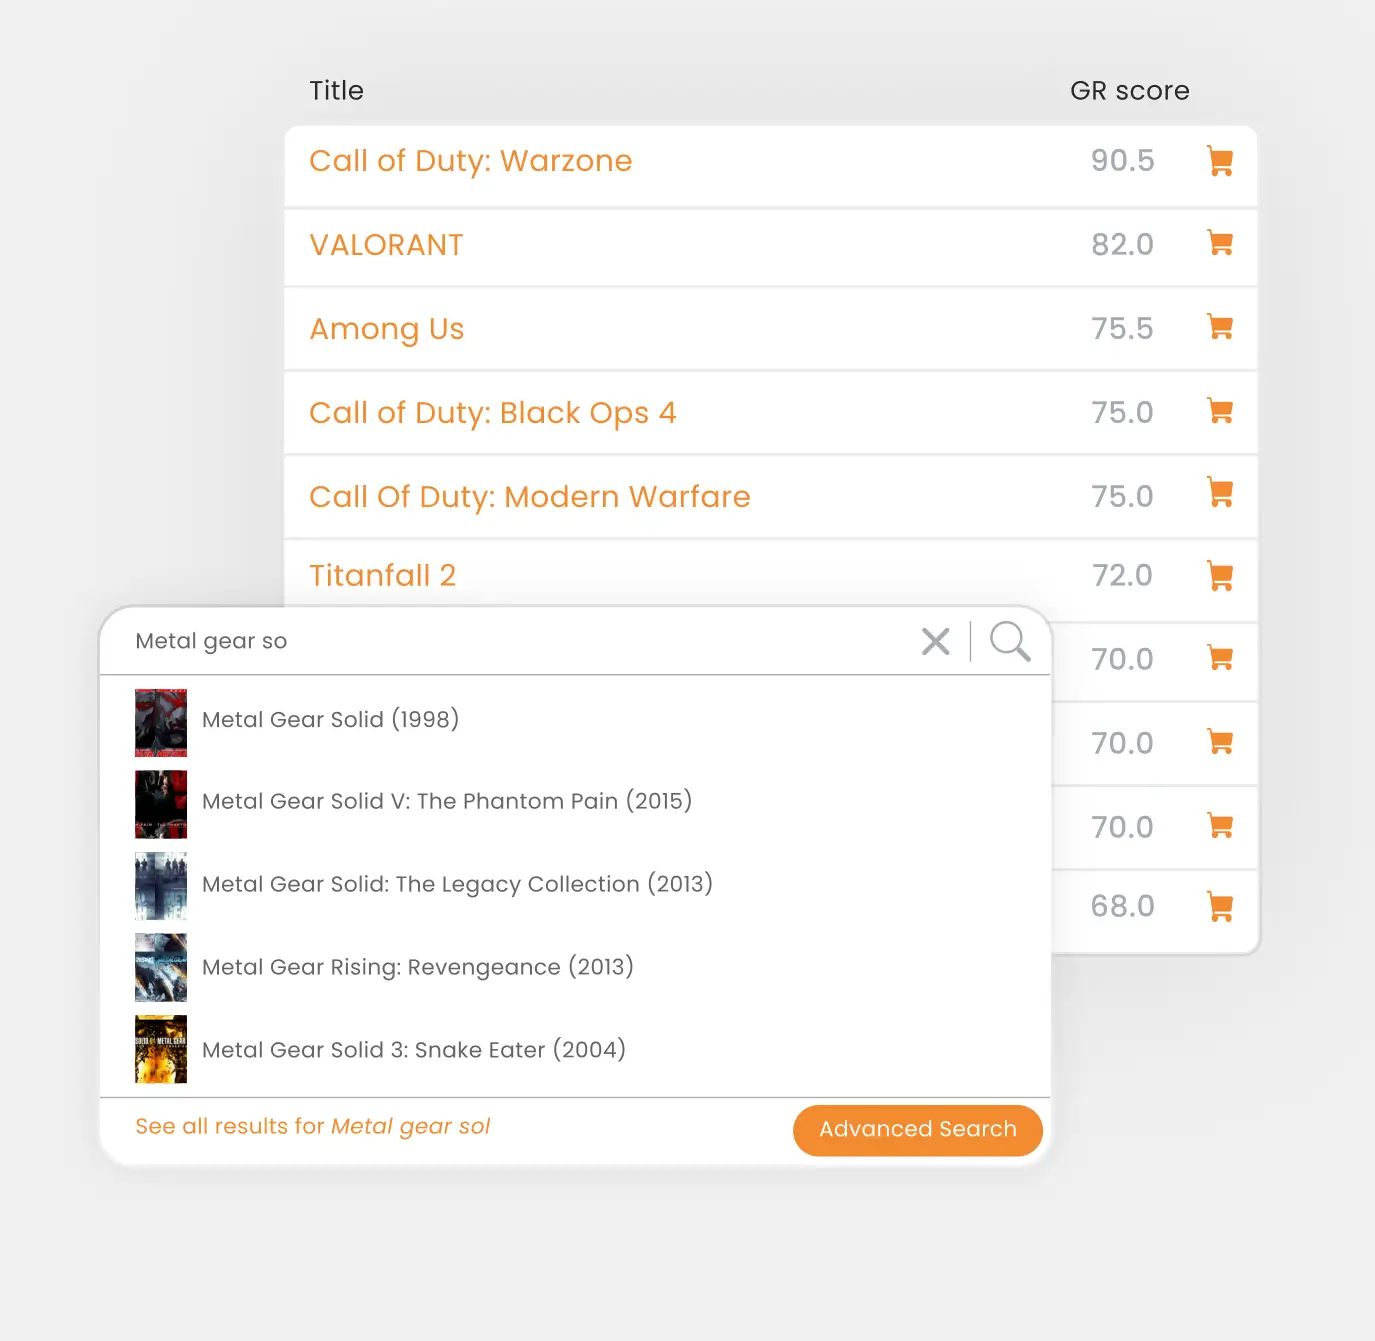 Title GR score
Call of Duty: Warzone 90.5
VALORANT 82.0
Among Us 75.5
Call of Duty: Black Ops 4 75.0
Call Of Duty: Modern Warfare 75.0
Titanfall 2 72.0
70.0
70.0
70.0
68.0
Metal gear so
Metal Gear Solid (1998)
Metal Gear Solid V: The Phantom Pain (2015)
Metal Gear Solid: The Legacy Collection (2013)
Metal Gear Rising: Revengeance (2013)
SOLID METAL GEAR
Metal Gear Solid 3: Snake Eater (2004)
See all results for Metal gear sol
Advanced Search